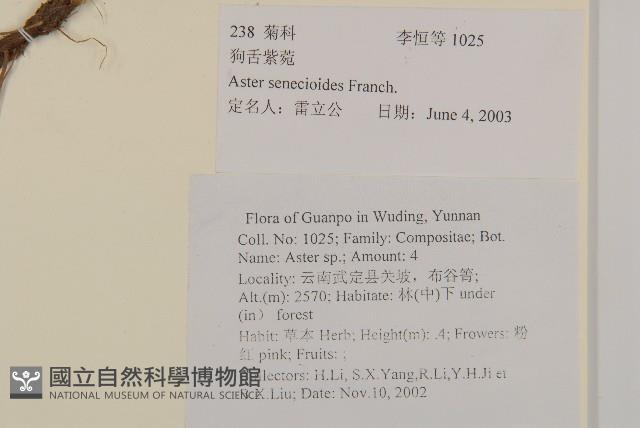 238 菊科 李恒等 1025
狗舌紫菀
Aster senecioides Franch.
定名人：雷立公 日期：June 4, 2003
Flora of Guanpo in Wuding, Yunnan
Coll. No: 1025; Family: Compositae; Bot.
Name: Aster sp.; Amount: 4
Locality: 云南武定县关坡，布谷箐;
Alt.(m): 2570; Habitate: 林(中)下 under
(in） forest
Habit: 草本 Herb; Height(m): .4; Frowers: 粉
红 pink; Fruits: ;
lectors: H.Li, S.X.Yang,R.Li,Y.H.Ji et
X.Liu; Date: Nov.10, 2002
國立自然科學博物館
NATIONAL MUSEUM OF NATURAL SCIENCE